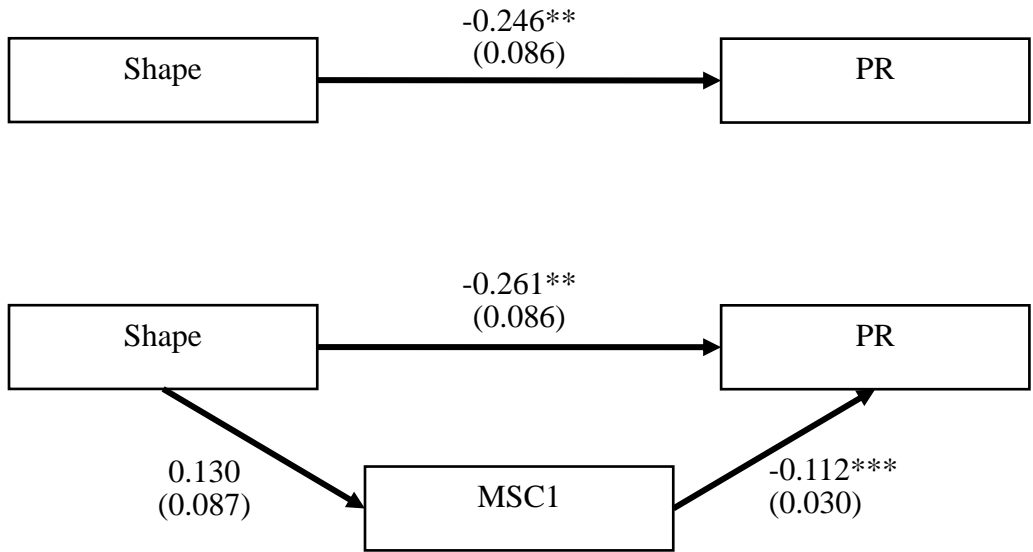 -0.246**
(0.086)
Shape
PR
-0.261**
(0.086)
Shape
PR
0.130
(0.087)
MSC1
-0.112***
(0.030)